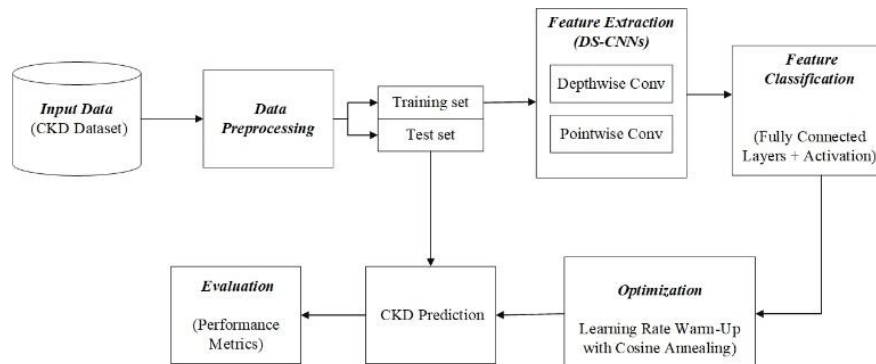 Input Data
(CKD Dataset)
Data
Preprocessing
Training set
Test set
Feature Extraction
(DS-CNNs)
Depthwise Conv
Pointwise Conv
Feature
Classification
(Fully Connected
Layers + Activation)
Optimization
Learning Rate Warm-Up
with Cosine Annealing)
CKD Prediction
Evaluation
(Performance
Metrics)